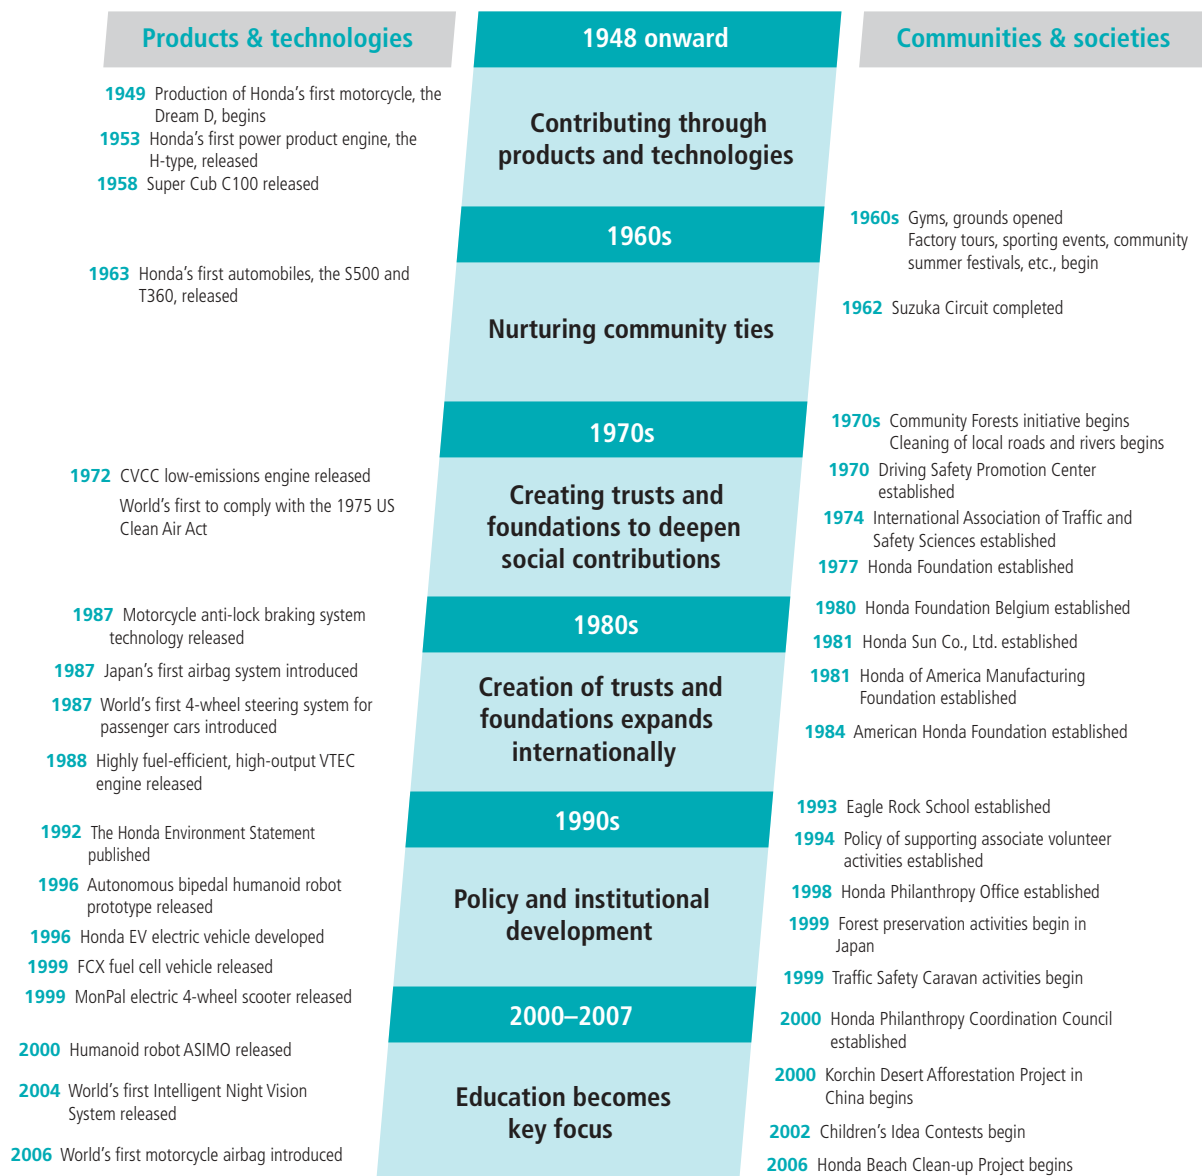 Products & technologies
1949 Production of Honda's first motorcycle, the
Dream D, begins
1953 Honda's first power product engine, the
H-type, released
1958 Super Cub C100 released
1963 Honda's first automobiles, the S500 and
T360, released
1972 CVCC low-emissions engine released
World's first to comply with the 1975 US
Clean Air Act
1987 Motorcycle anti-lock braking system
technology released
1987 Japan's first airbag system introduced
1987 World's first 4-wheel steering system for
passenger cars introduced
1988 Highly fuel-efficient, high-output VTEC
engine released
1992 The Honda Environment Statement
published
1996 Autonomous bipedal humanoid robot
prototype released
1996 Honda EV electric vehicle developed
1999 FCX fuel cell vehicle released
1999 MonPal electric 4-wheel scooter released
2000 Humanoid robot ASIMO released
2004 World's first Intelligent Night Vision
System released
2006 World's first motorcycle airbag introduced
1948 onward
Contributing through
products and technologies
1960s
Nurturing community ties
1970s
Creating trusts and
foundations to deepen
social contributions
1980s
Creation of trusts and
foundations expands
internationally
1990s
Policy and institutional
development
2000–2007
Education becomes
key focus
Communities & societies
1960s Gyms, grounds opened
Factory tours, sporting events, community
summer festivals, etc., begin
1962 Suzuka Circuit completed
1970s Community Forests initiative begins
Cleaning of local roads and rivers begins
1970 Driving Safety Promotion Center
established
1974 International Association of Traffic and
Safety Sciences established
1977 Honda Foundation established
1980 Honda Foundation Belgium established
1981 Honda Sun Co., Ltd. established
1981 Honda of America Manufacturing
Foundation established
1984 American Honda Foundation established
1993 Eagle Rock School established
1994 Policy of supporting associate volunteer
activities established
1998 Honda Philanthropy Office established
1999 Forest preservation activities begin in
Japan
1999 Traffic Safety Caravan activities begin
2000 Honda Philanthropy Coordination Council
established
2000 Korchin Desert Afforestation Project in
China begins
2002 Children's Idea Contests begin
2006 Honda Beach Clean-up Project begins